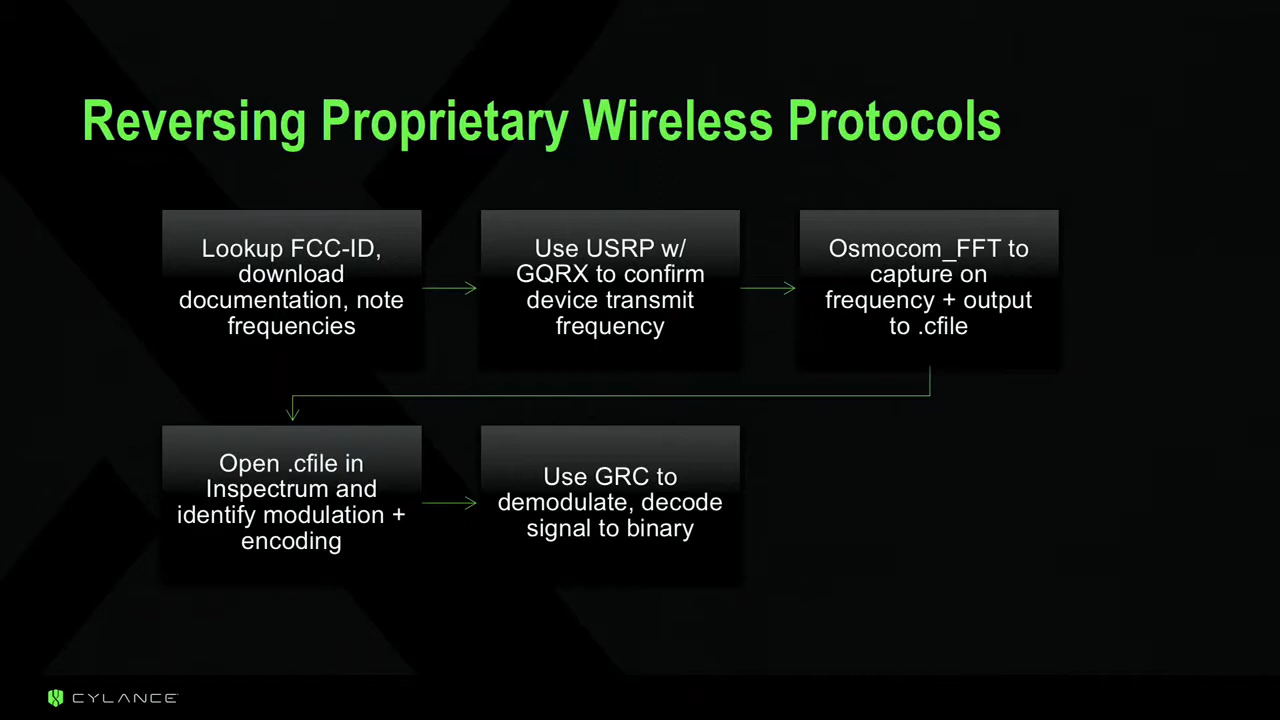 Reversing Proprietary Wireless Protocols
Lookup FCC-ID,
download
documentation, note
frequencies
Use USRP w/
GQRX to confirm
device transmit
frequency
Osmocom_FFT to
capture on
frequency + output
to .cfile
Open .cfile in
Inspectrum and
identify modulation +
encoding
Use GRC to
demodulate, decode
signal to binary
CYLANCE